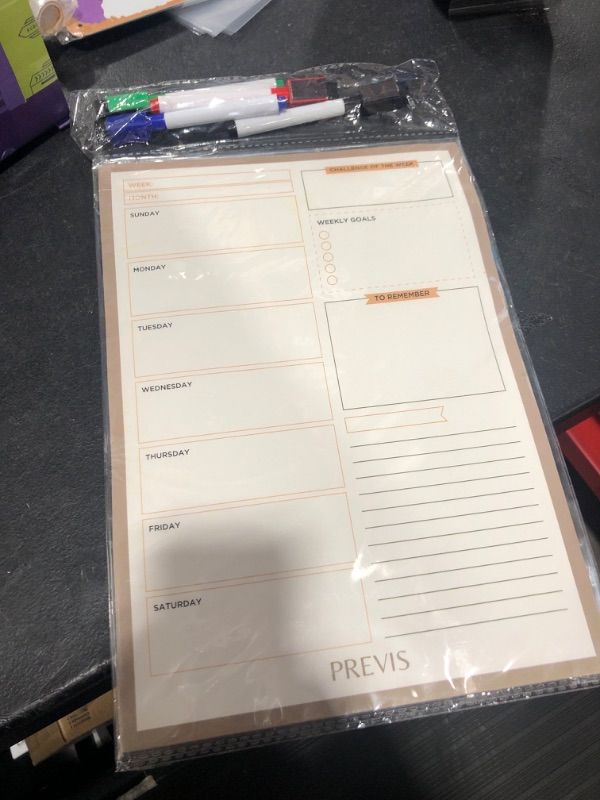 WEEK:
MONTH:
SUNDAY
MONDAY
TUESDAY
WEDNESDAY
THURSDAY
FRIDAY
SATURDAY
CHALLENGE OF THE WEEK
WEEKLY GOALS
TO REMEMBER
PREVIS